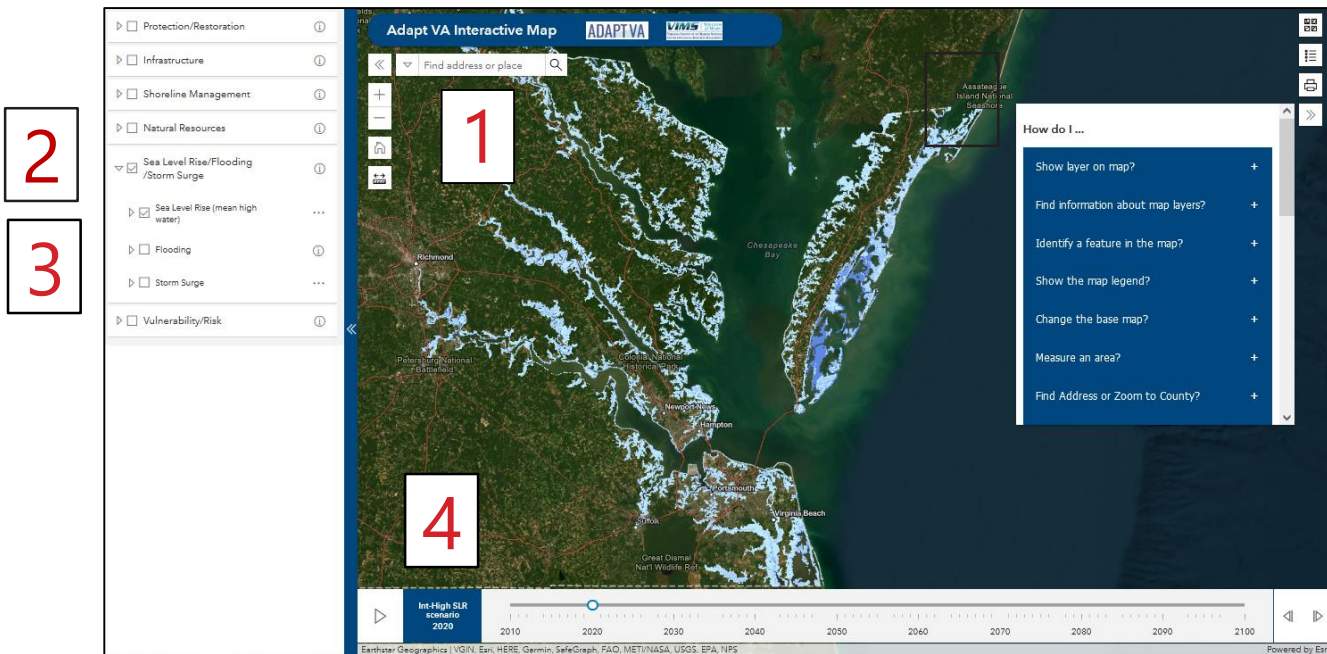 Protection/Restoration
Infrastructure
Shoreline Management
Natural Resources
Sea Level Rise/Flooding
/Storm Surge
Sea Level Rise (mean high
water)
Flooding
Storm Surge
Vulnerability/Risk
2
3
Adapt VA Interactive Map
ADAPT VA
VIMS
Find address or place
1
4
Assateague
Island National
Seashore
Chesapeake
Bay
Richmond
Petersburg National
Battlefield
Colonial National
Historical Park
Newport News
Hampton
Portsmouth
Suffolk
Virginia Beach
Great Dismal
Nat'l Wildlife Ref
How do I ...
Show layer on map? +
Find information about map layers? +
Identify a feature in the map? +
Show the map legend? +
Change the base map? +
Measure an area? +
Find Address or Zoom to County? +
Int-High SLR
scenario
2020
2010 2020 2030 2040 2050 2060 2070 2080 2090 2100
Earthstar Geographics | VGIN, Esri, HERE, Garmin, SafeGraph, FAO, METI/NASA, USGS, EPA, NPS
Powered by Esri